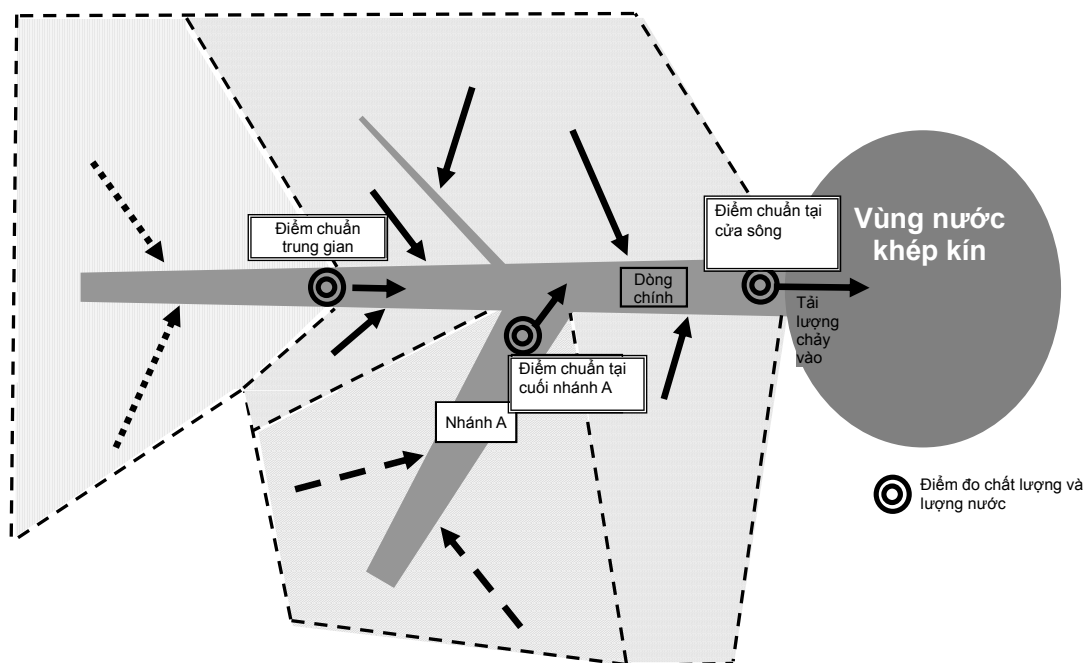 Điểm chuẩn
trung gian
Điểm chuẩn tại
cửa sông
Vùng nước
khép kín
Dòng
chính
Tải
lượng
chảy
vào
Điểm chuẩn tại
cuối nhánh A
Nhánh A
Điểm đo chất lượng và
lượng nước